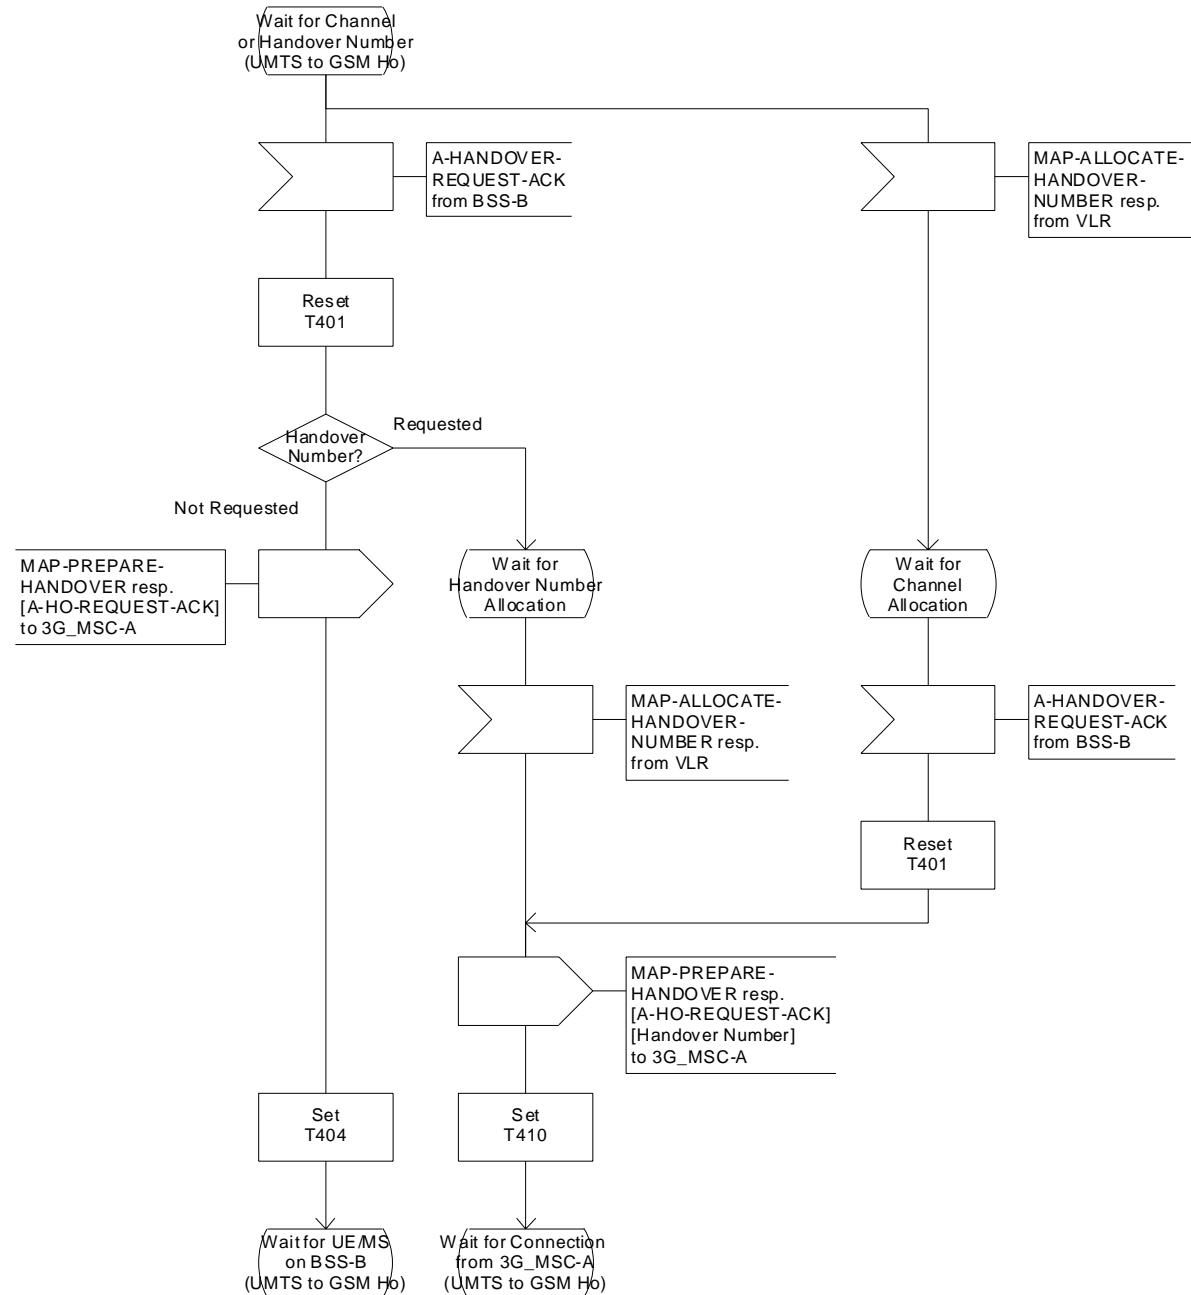 Wait for Channel
or Handover Number
(UMTS to GSM Ho)
A-HANDOVER-
REQUEST-ACK
from BSS-B
MAP-ALLOCATE-
HANDOVER-
NUMBER resp.
from VLR
Reset
T401
Handover
Number?
Requested
Not Requested
MAP-PREPARE-
HANDOVER resp.
[A-HO-REQUEST-ACK]
to 3G_MSC-A
Wait for
Handover Number
Allocation
Wait for
Channel
Allocation
MAP-ALLOCATE-
HANDOVER-
NUMBER resp.
from VLR
A-HANDOVER-
REQUEST-ACK
from BSS-B
Reset
T401
MAP-PREPARE-
HANDOVER resp.
[A-HO-REQUEST-ACK]
[Handover Number]
to 3G_MSC-A
Set
T404
Set
T410
Wait for UE/MS
on BSS-B
(UMTS to GSM Ho)
Wait for Connection
from 3G_MSC-A
(UMTS to GSM Ho)